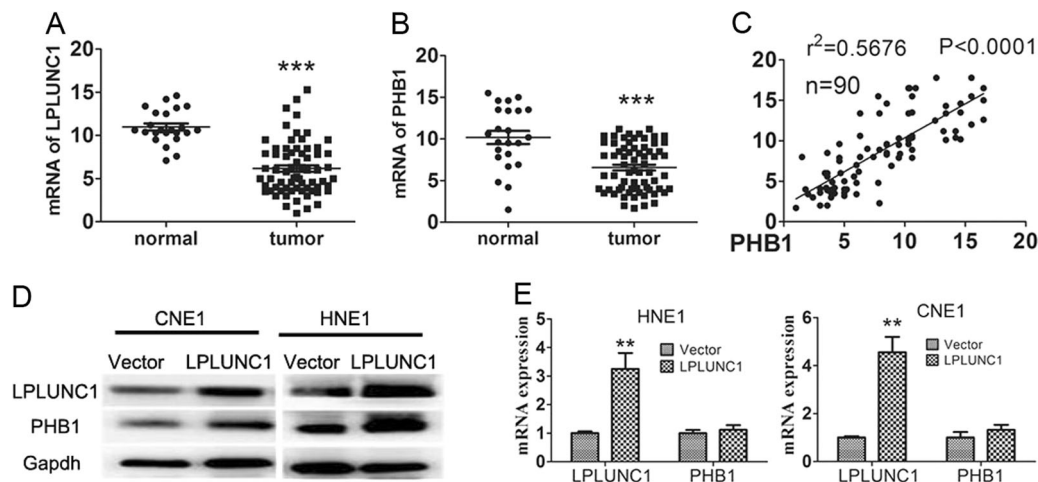 A
mRNA of LPLUNC1
20
15
10
5
0
***
normal
tumor
B
mRNA of PHB1
20
15
10
5
0
***
normal
tumor
C
r²=0.5676
P<0.0001
n=90
20
15
10
5
0
PHB1
5
10
15
20
D
CNE1
HNE1
Vector
LPLUNC1
Vector
LPLUNC1
LPLUNC1
PHB1
Gapdh
E
HNE1
mRNA expression
5
4
3
2
1
0
**
Vector
LPLUNC1
LPLUNC1
PHB1
CNE1
mRNA expression
6
4
2
0
**
Vector
LPLUNC1
LPLUNC1
PHB1